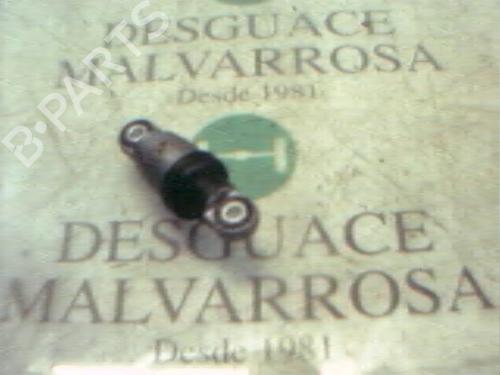 DESGUACE
MALVARROSA
Desde 1981
B-PARTS
DESGUACE
MALVARROSA
Desde 1981